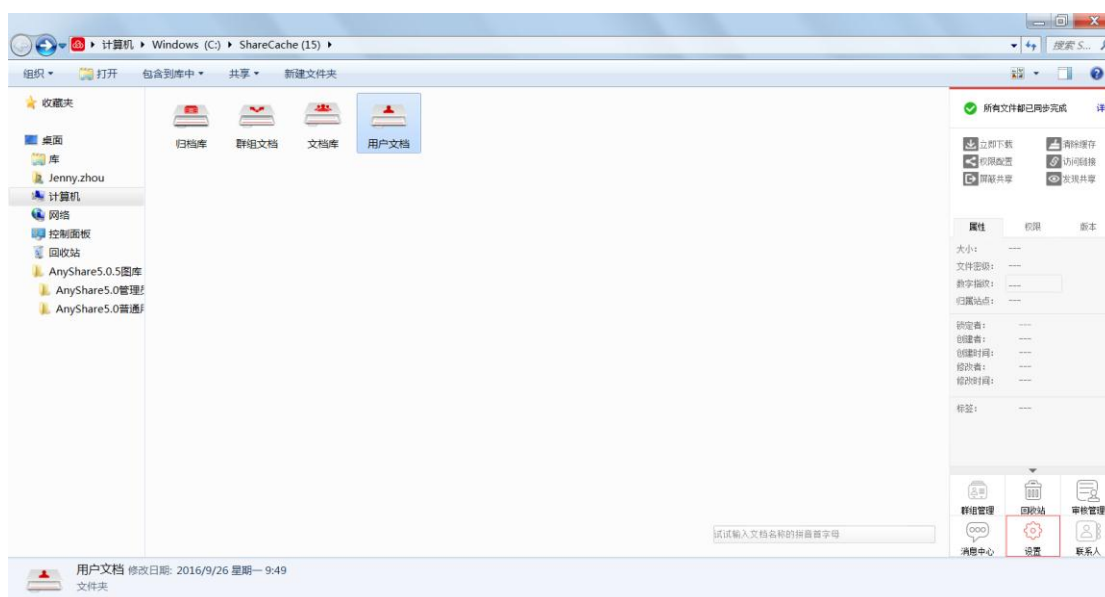 计算机 ▸ Windows (C:) ▸ ShareCache (15) ▸
搜索 S...
组织 打开 包含到库中 共享 新建文件夹
收藏夹
桌面
库
Jenny.zhou
计算机
网络
控制面板
回收站
AnyShare5.0.5图库
AnyShare5.0管理
AnyShare5.0普通
归档库 群组文档 文档库 用户文档
所有文件都已同步完成 详
立即下载 清除缓存
权限配置 访问链接
屏蔽共享 发现共享
属性 权限 版本
大小: ---
文件密级: ---
数字指纹: ---
归属站点: ---
锁定者: ---
创建者: ---
创建时间: ---
修改者: ---
修改时间: ---
标签: ---
群组管理 回收站 审核管理
消息中心 设置 联系人
试试输入文档名称的拼音首字母
用户文档 修改日期: 2016/9/26 星期一 9:49
文件夹